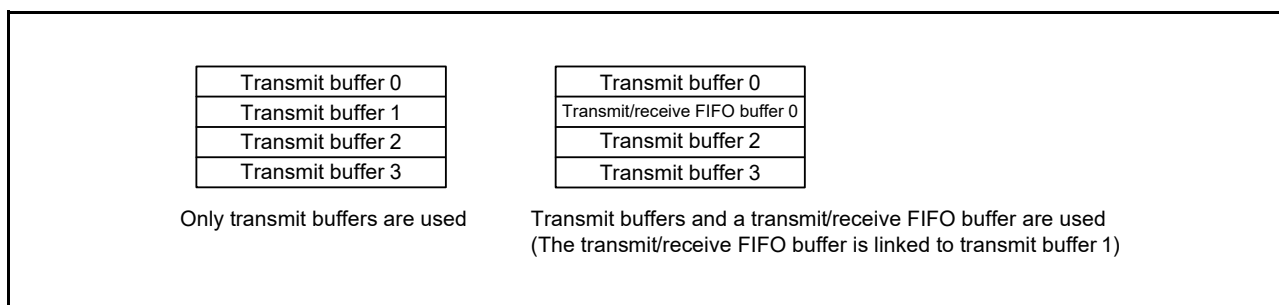 Transmit buffer 0
Transmit buffer 1
Transmit buffer 2
Transmit buffer 3
Only transmit buffers are used
Transmit buffer 0
Transmit/receive FIFO buffer 0
Transmit buffer 2
Transmit buffer 3
Transmit buffers and a transmit/receive FIFO buffer are used
(The transmit/receive FIFO buffer is linked to transmit buffer 1)